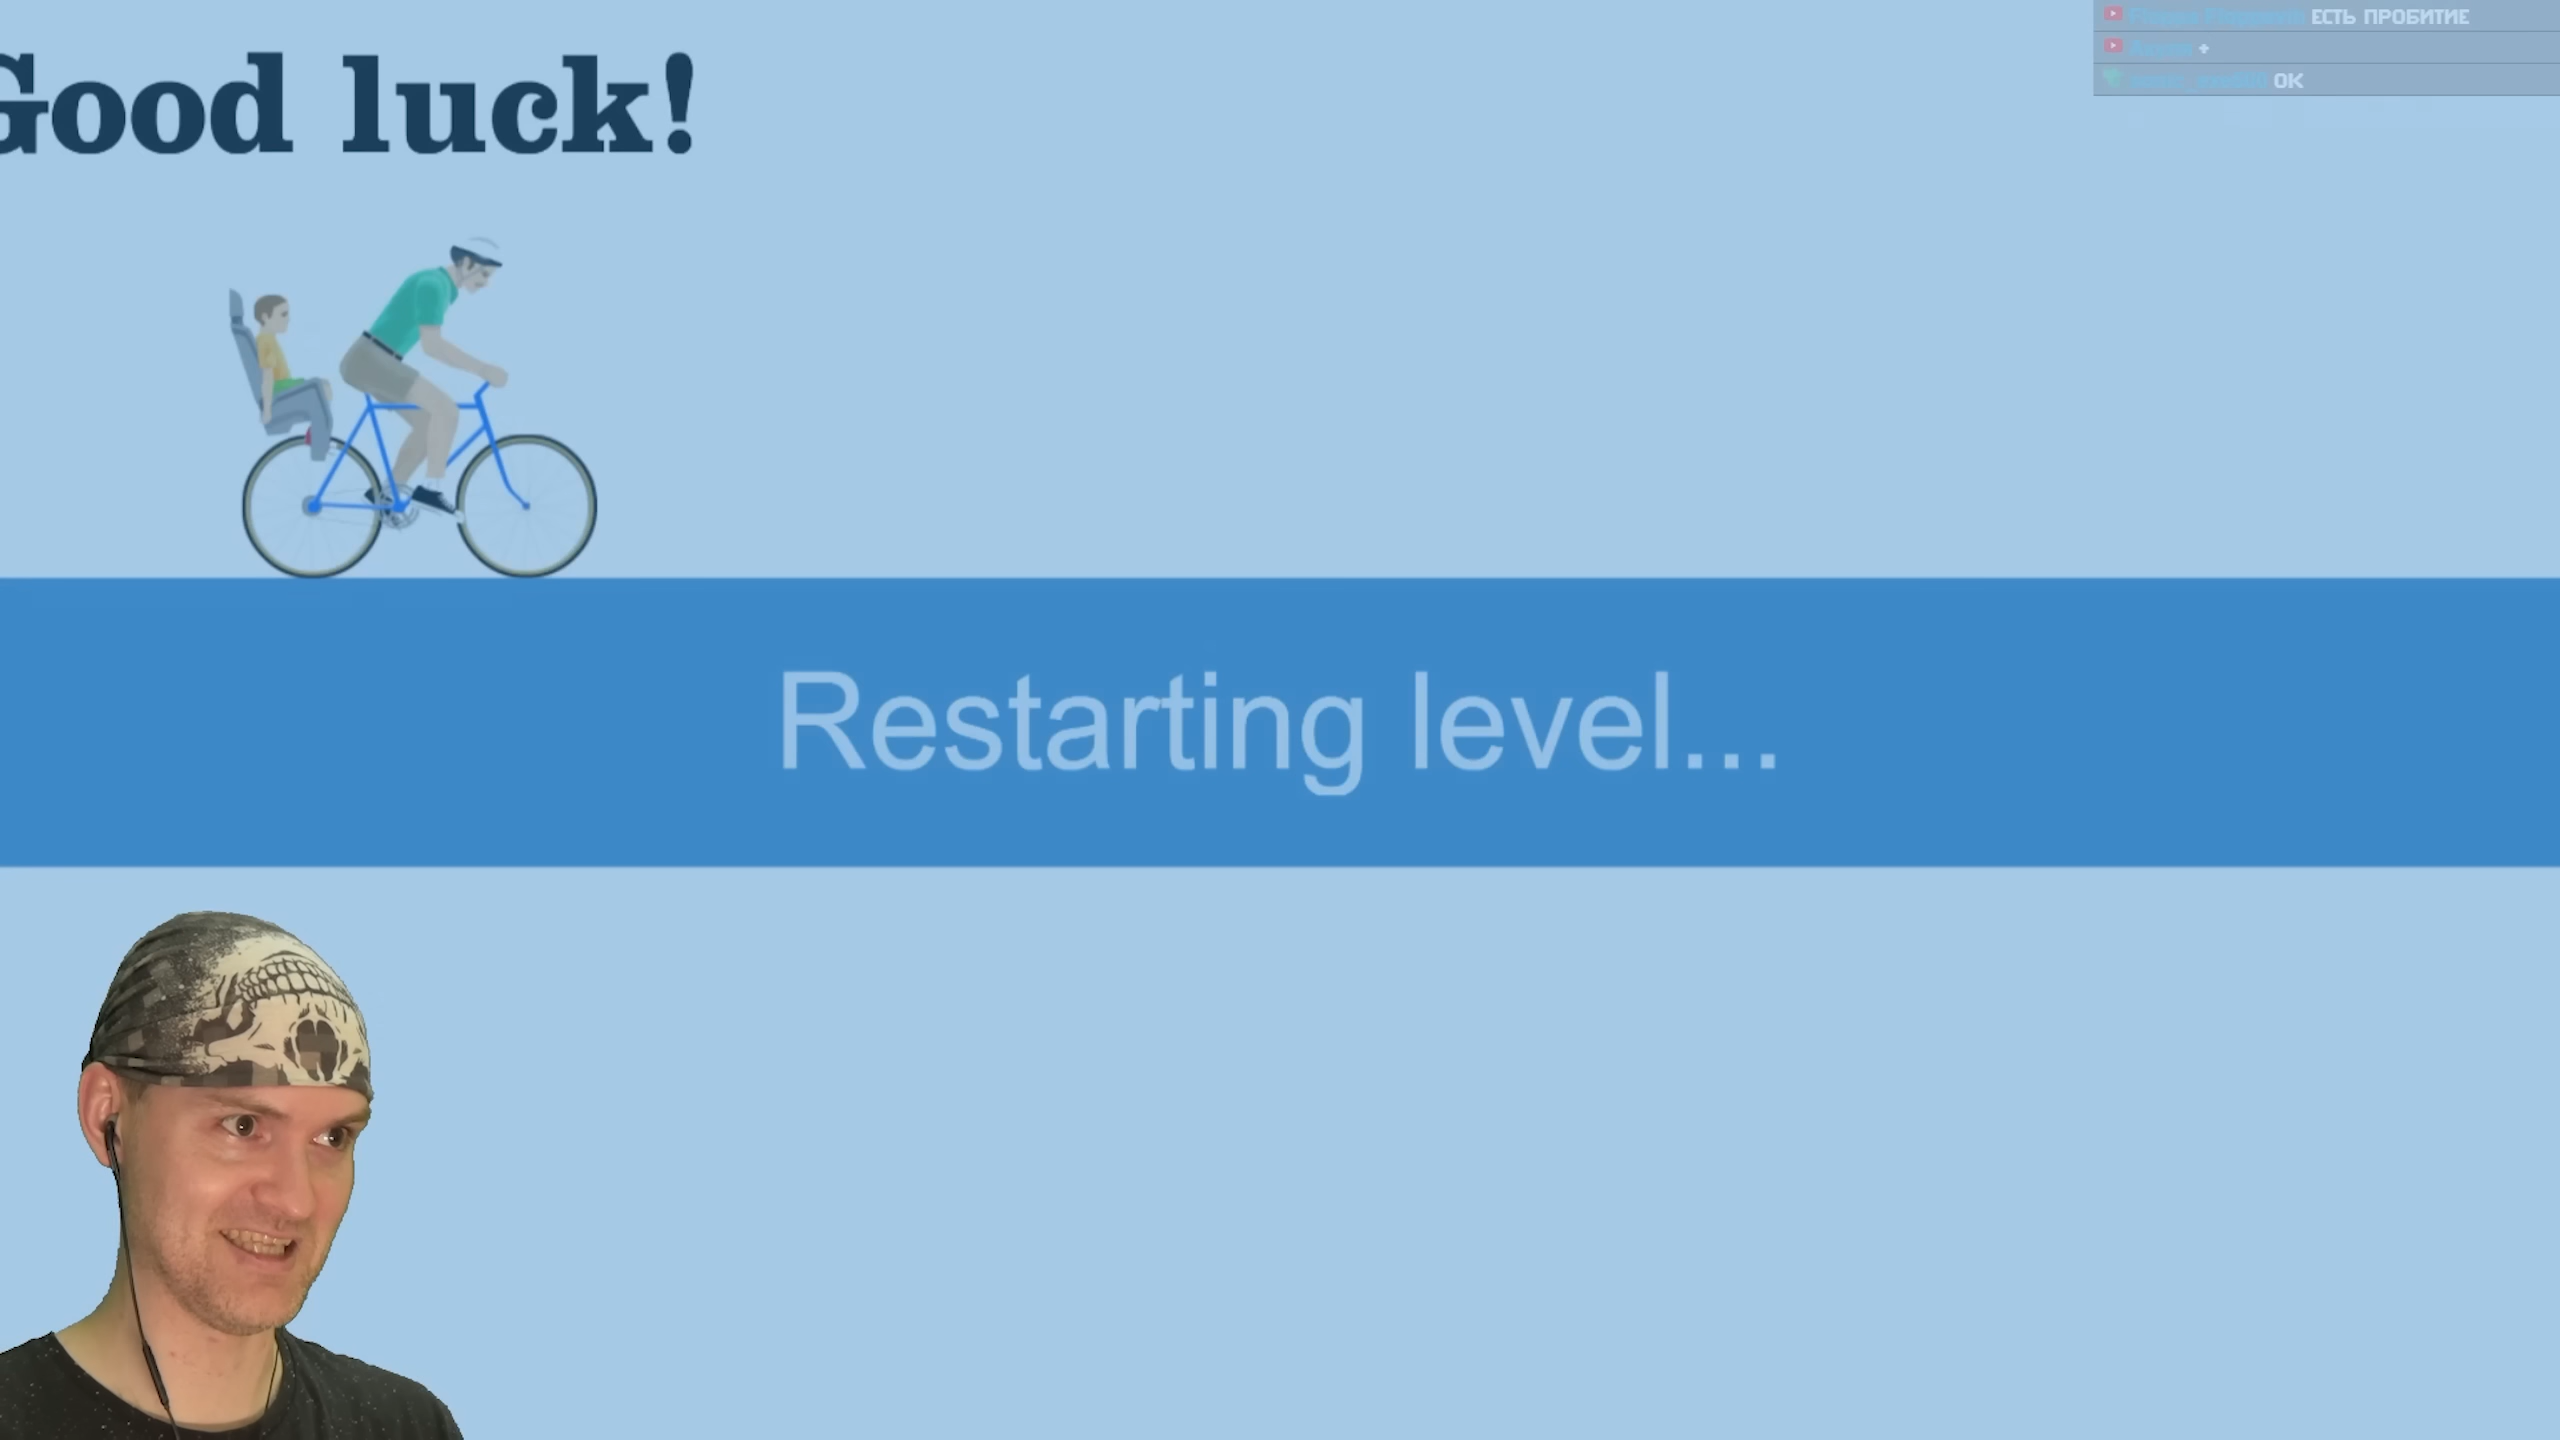 Good luck!
ЕСТЬ ПРОБИТИЕ
+
OK
Restarting level...